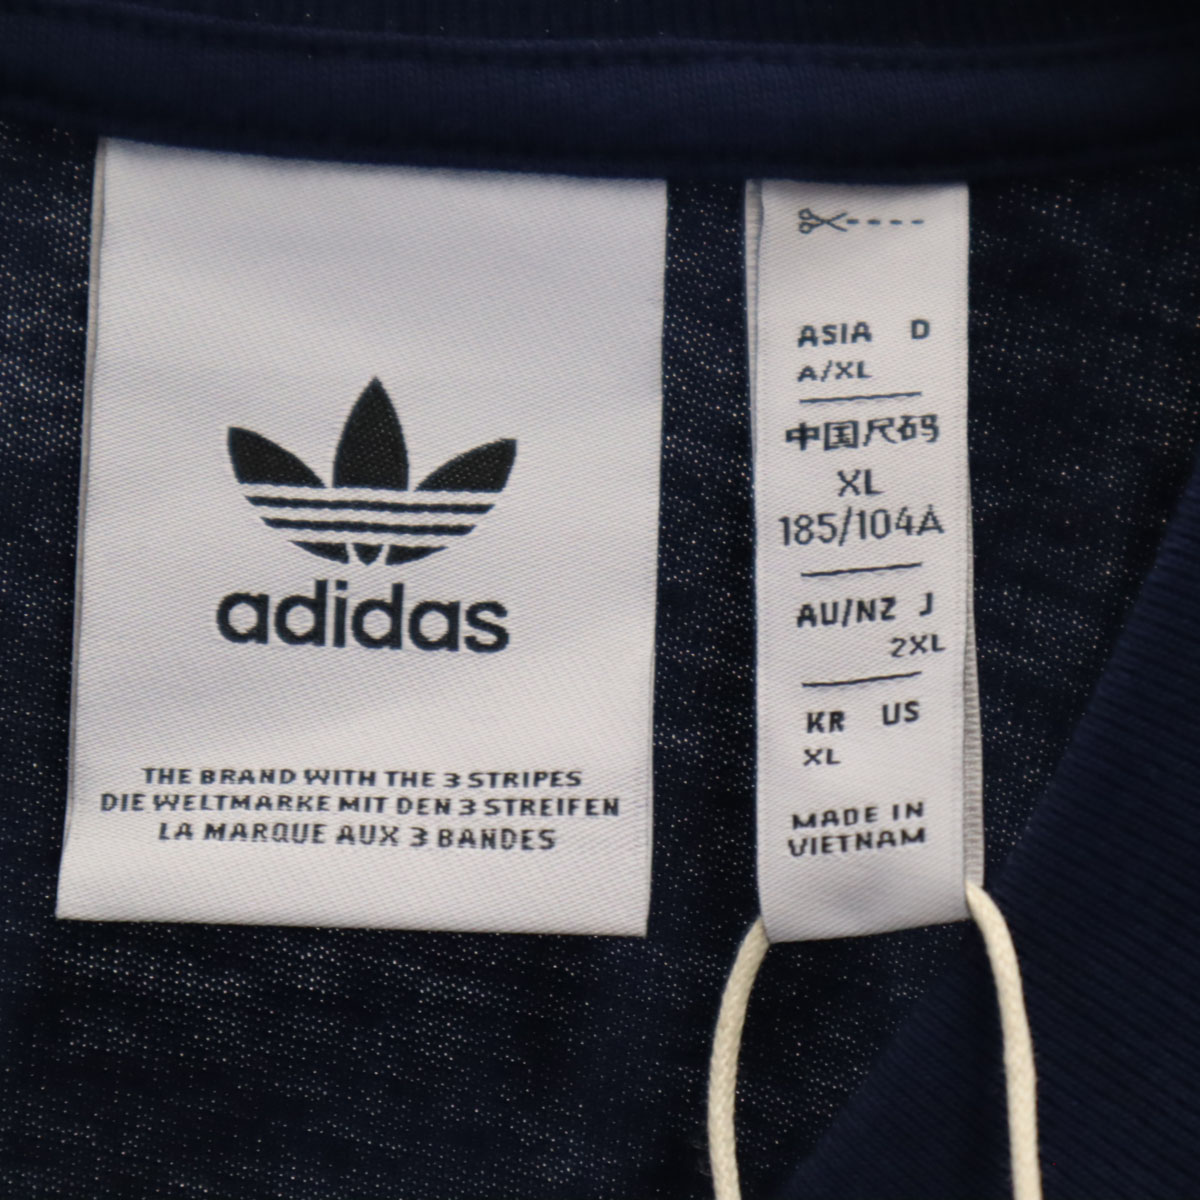 adidas
THE BRAND WITH THE 3 STRIPES
DIE WELTMARKE MIT DEN 3 STREIFEN
LA MARQUE AUX 3 BANDES
ASIA D
A/XL
中国尺码
XL
185/104A
AU/NZ J
2XL
KR US
XL
MADE IN
VIETNAM